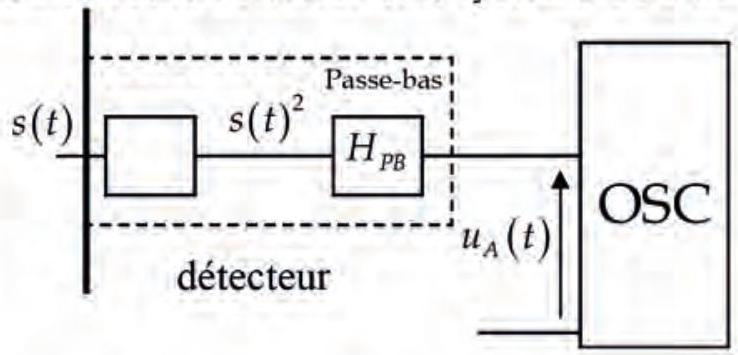 Passe-bas
s(t)
s(t)²
H_PB
OSC
u_A(t)
détecteur